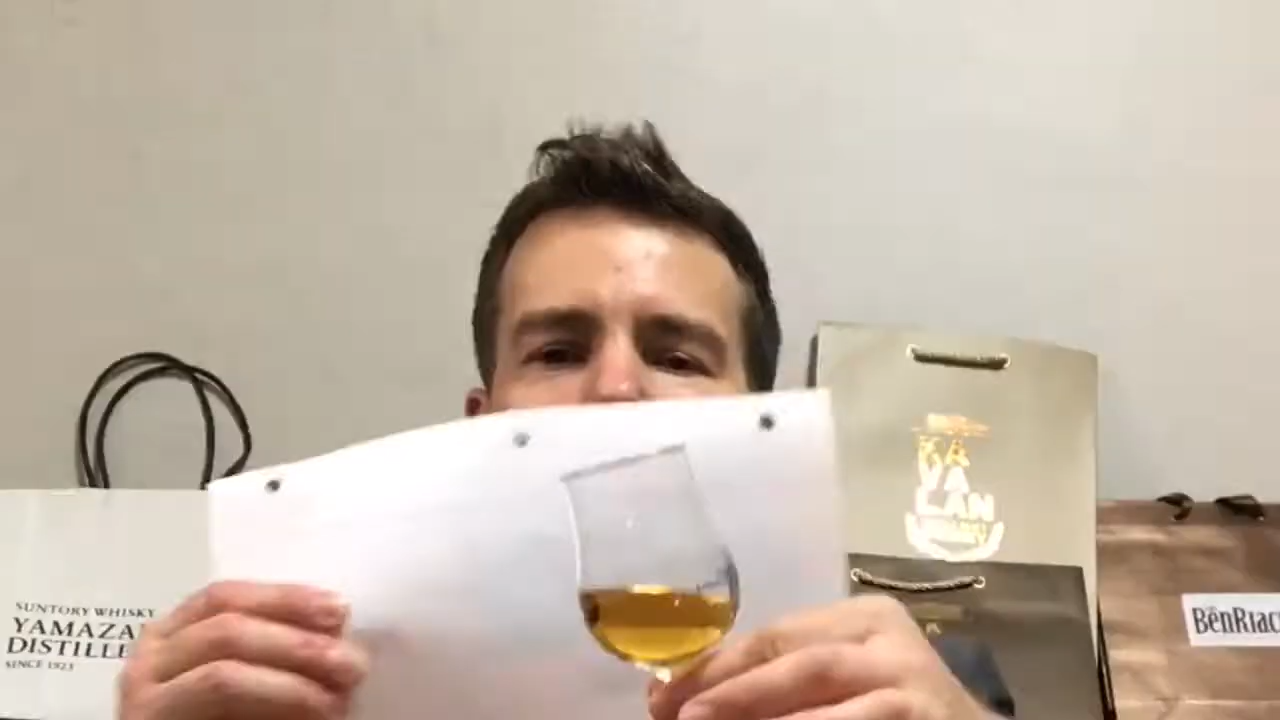 SUNTORY WHISKY
YAMAZA
DISTILLE
SINCE 1923
KA
VA
LAN
BENRIAC